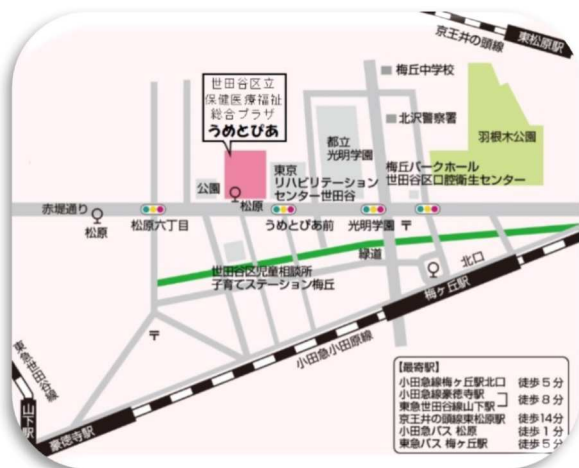 京王井の頭線
東松原駅
世田谷区立
保健医療福祉
総合プラザ
うめとぴあ
梅丘中学校
北沢警察署
羽根木公園
都立
光明学園
公園
松原
東京
リハビリテーション
センター世田谷
梅丘パークホール
世田谷区口腔衛生センター
赤堤通り
松原
松原六丁目
うめとぴあ前
光明学園
〒
緑道
北口
世田谷区児童相談所
子育てステーション梅丘
梅ヶ丘駅
〒
小田急小田原線
東急世田谷線
山下駅
豪徳寺駅
【最寄駅】
小田急線梅ヶ丘駅北口 徒歩5分
小田急線豪徳寺駅
東急世田谷線山下駅 徒歩8分
京王井の頭線東松原駅 徒歩14分
小田急バス 松原 徒歩1分
東急バス 梅ヶ丘駅 徒歩5分